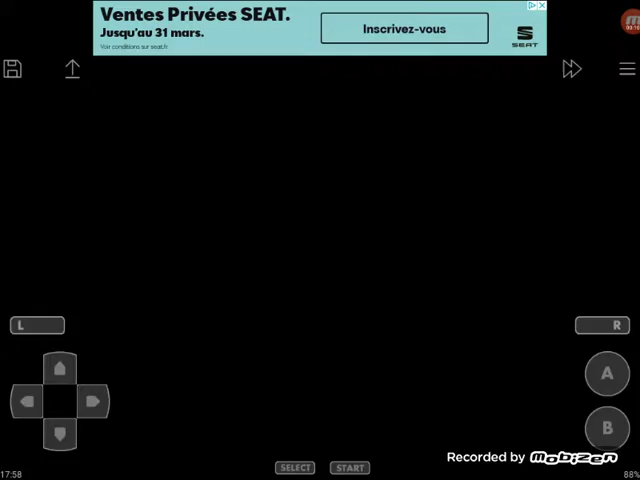 Ventes Privées SEAT.
Jusqu'au 31 mars.
Voir conditions sur seat.fr
Inscrivez-vous
SEAT
L
R
A
B
SELECT
START
Recorded by MOBIZEN
17:58
88%